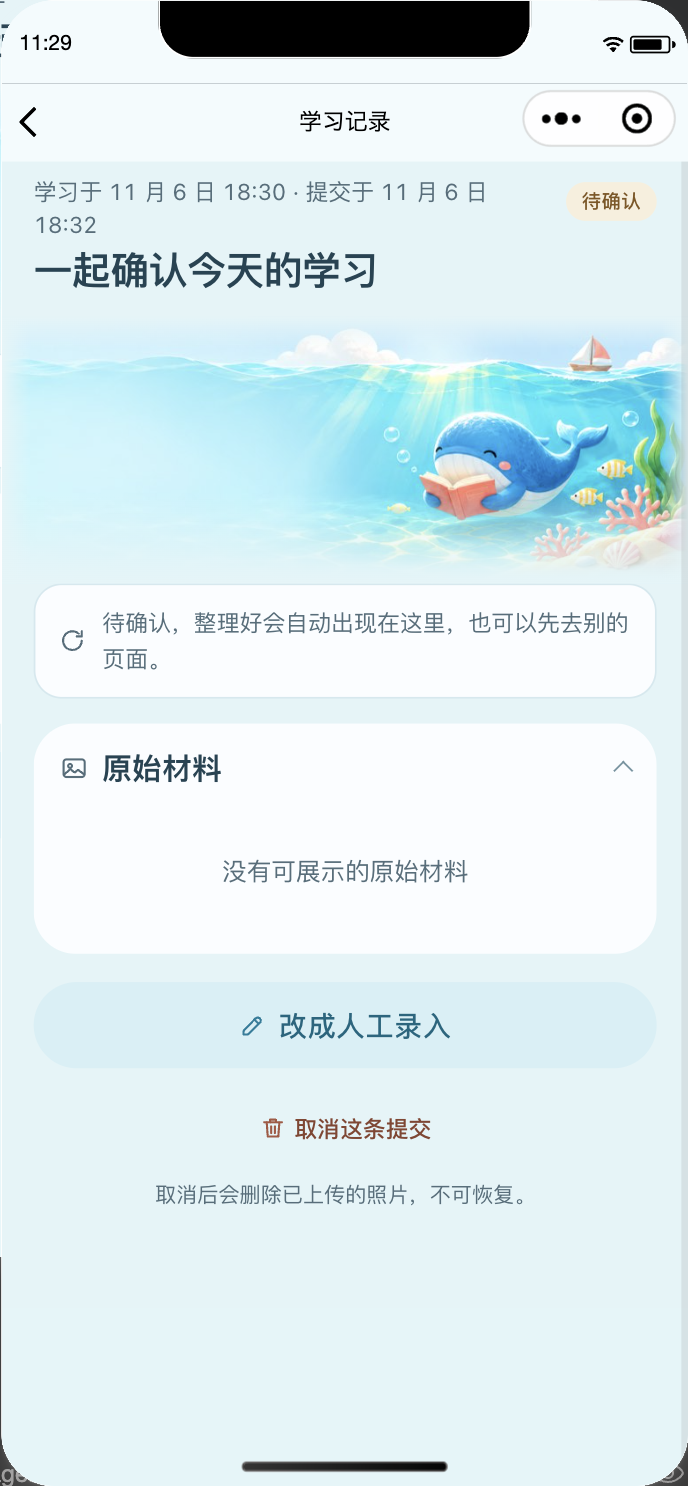 11:29
学习记录
学习于 11 月 6 日 18:30 · 提交于 11 月 6 日
18:32
待确认
一起确认今天的学习
待确认，整理好会自动出现在这里，也可以先去别的
页面。
原始材料
没有可展示的原始材料
改成人工录入
取消这条提交
取消后会删除已上传的照片，不可恢复。